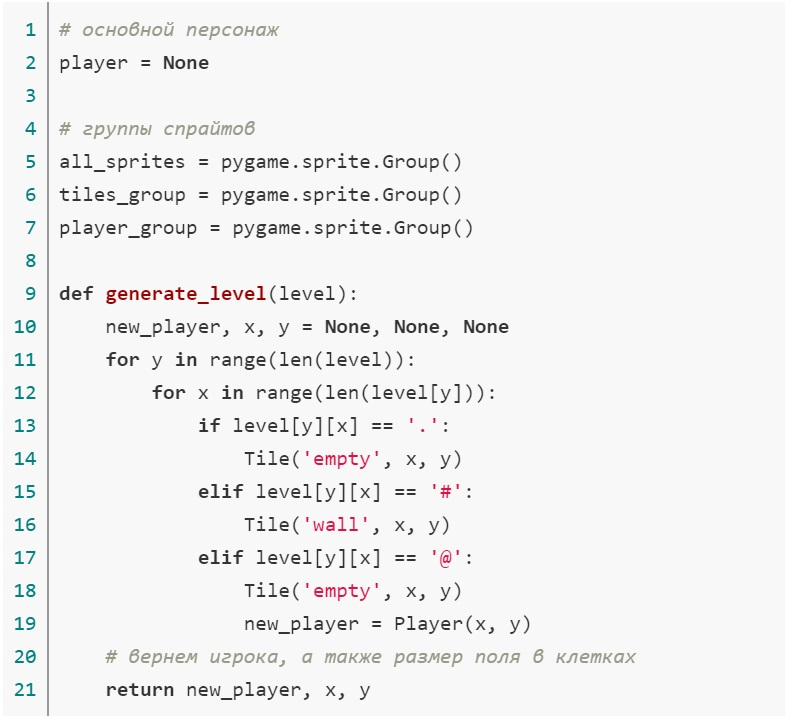 1 # основной персонаж
2 player = None
3
4 # группы спрайтов
5 all_sprites = pygame.sprite.Group()
6 tiles_group = pygame.sprite.Group()
7 player_group = pygame.sprite.Group()
8
9 def generate_level(level):
10     new_player, x, y = None, None, None
11     for y in range(len(level)):
12         for x in range(len(level[y])):
13             if level[y][x] == '.':
14                 Tile('empty', x, y)
15             elif level[y][x] == '#':
16                 Tile('wall', x, y)
17             elif level[y][x] == '@':
18                 Tile('empty', x, y)
19                 new_player = Player(x, y)
20     # вернем игрока, а также размер поля в клетках
21     return new_player, x, y